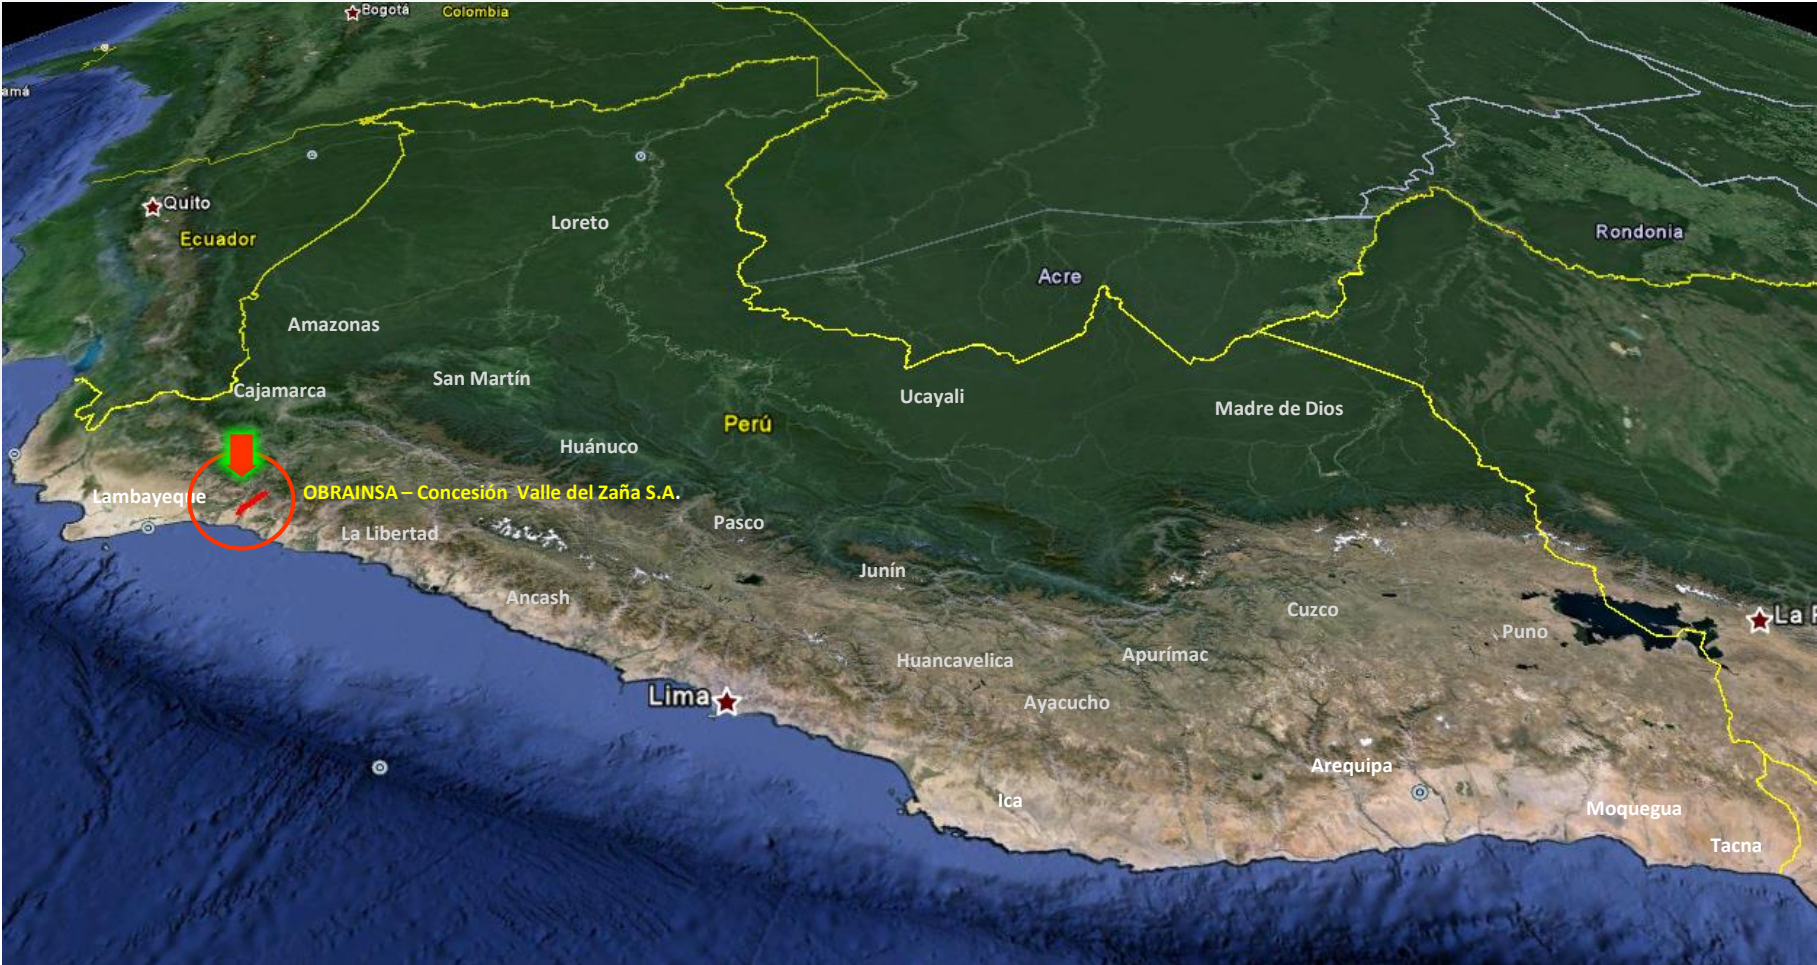 Bogotá
Colombia
amá
Quito
Ecuador
Loreto
Rondonia
Acre
Amazonas
San Martín
Cajamarca
Ucayali
Madre de Dios
Perú
Huánuco
Lambayeque
OBRAINSA – Concesión Valle del Zaña S.A.
La Libertad
Pasco
Junín
Ancash
Cuzco
La P
Puno
Huancavelica
Apurímac
Lima
Ayacucho
Arequipa
Ica
Moquegua
Tacna